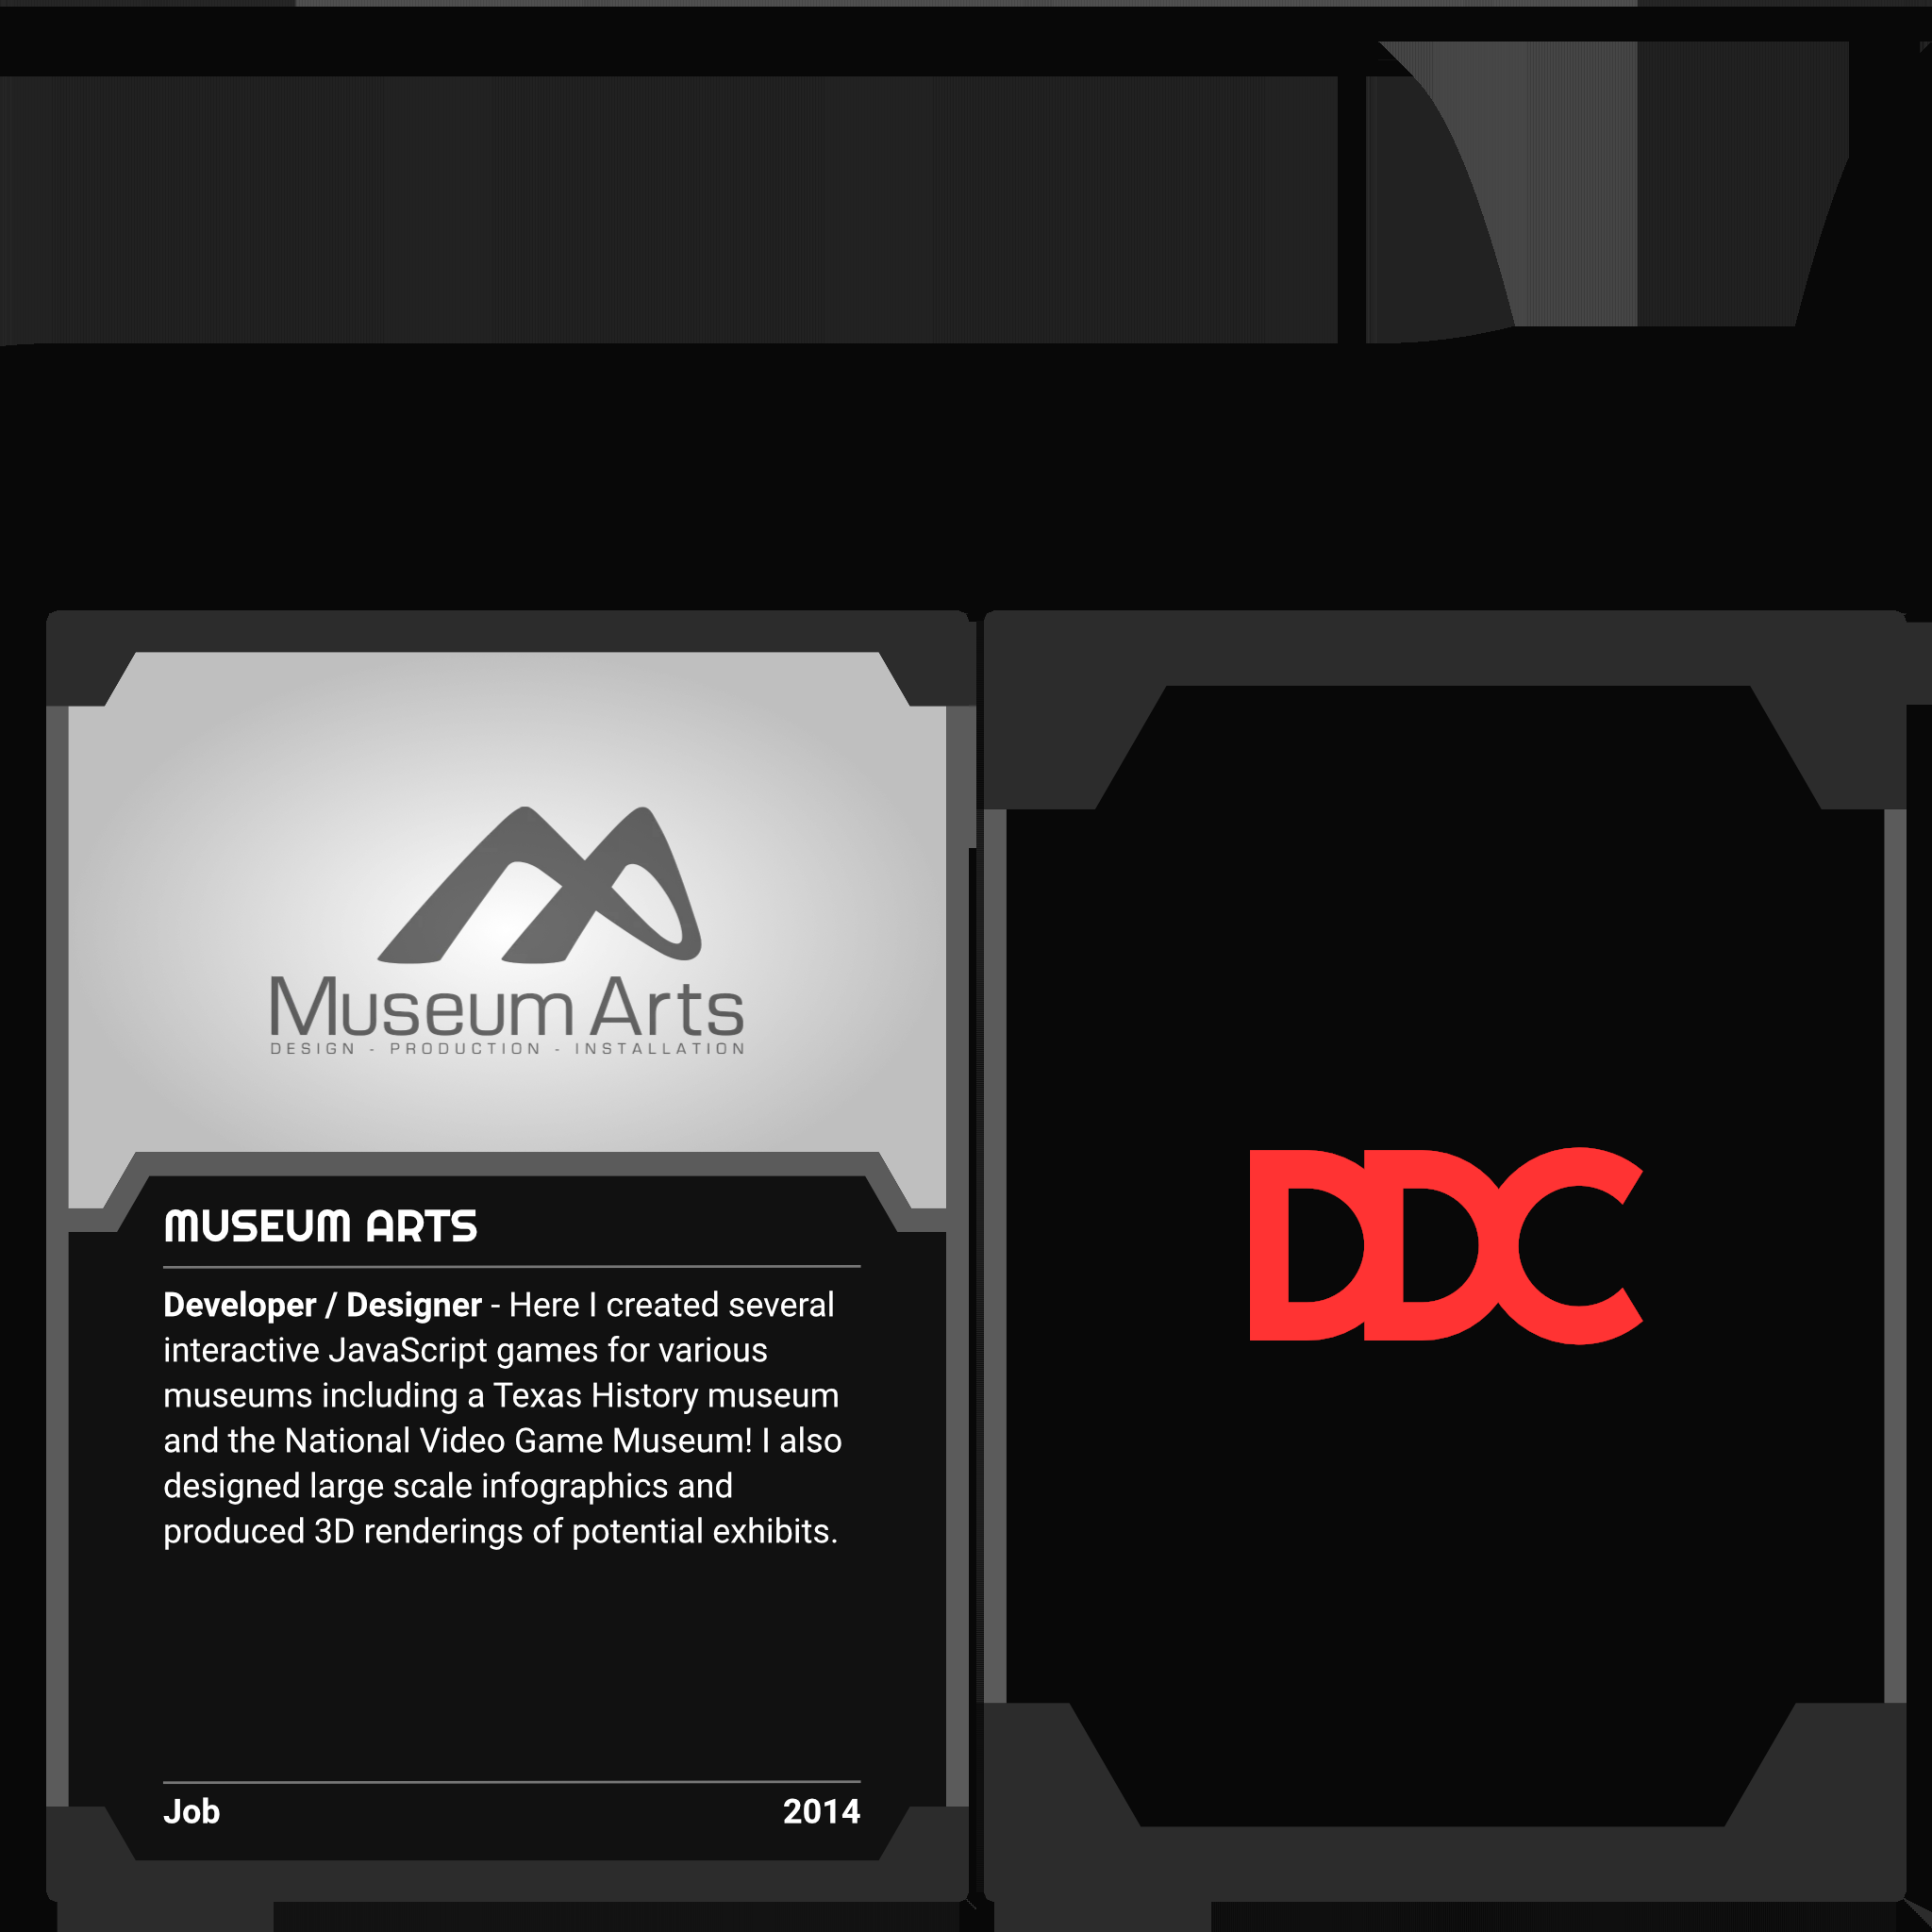 Museum Arts
DESIGN - PRODUCTION - INSTALLATION
MUSEUM ARTS
Developer / Designer - Here I created several
interactive JavaScript games for various
museums including a Texas History museum
and the National Video Game Museum! I also
designed large scale infographics and
produced 3D renderings of potential exhibits.
Job 2014
DDC